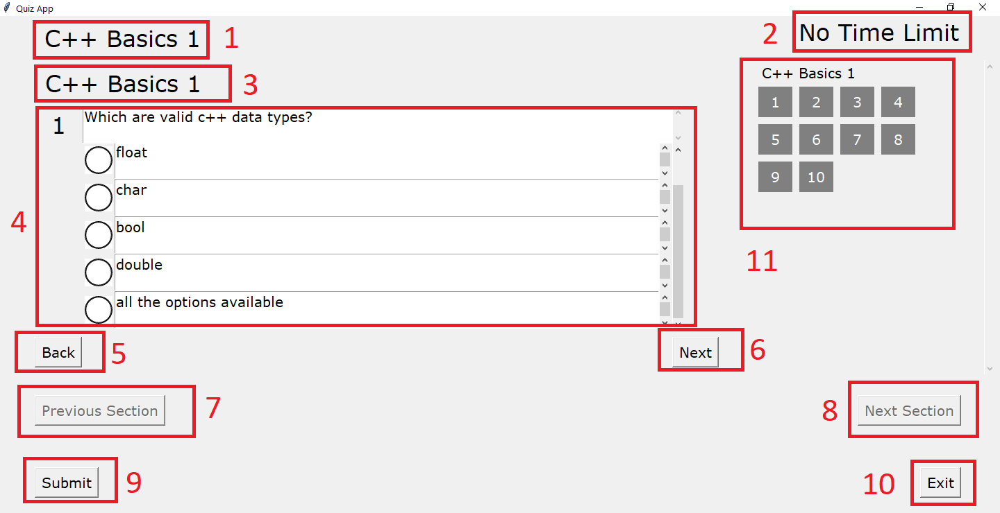 Quiz App
C++ Basics 1 1
2 No Time Limit
C++ Basics 1 3
4
1 Which are valid c++ data types?
float
char
bool
double
all the options available
C++ Basics 1
1 2 3 4
5 6 7 8
9 10
11
Back 5
Next 6
Previous Section 7
8 Next Section
Submit 9
10 Exit